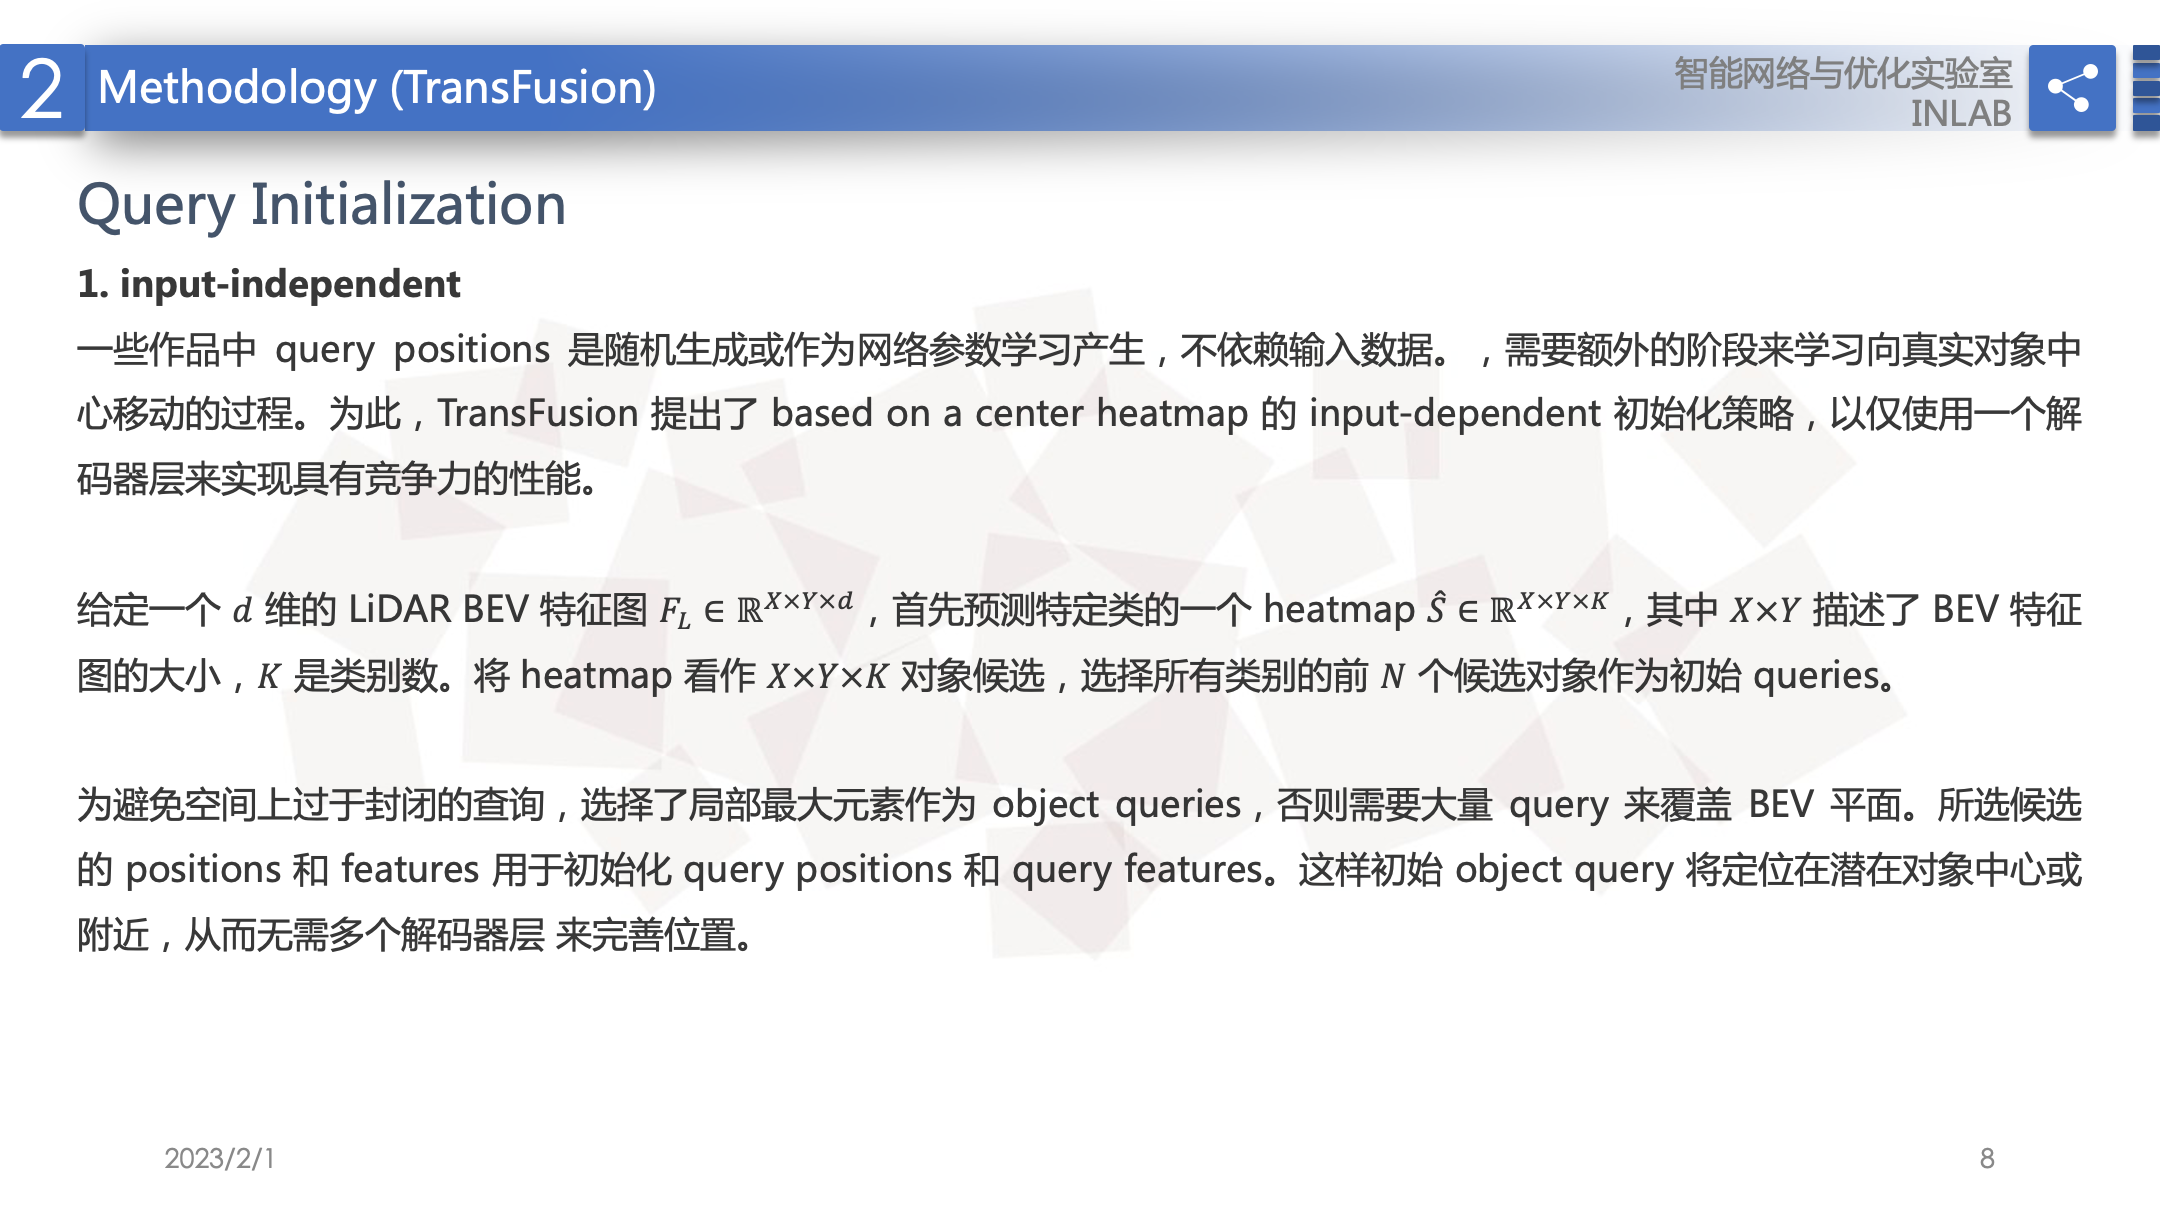 2
Methodology (TransFusion)
智能网络与优化实验室
INLAB
Query Initialization
1. input-independent
一些作品中 query positions 是随机生成或作为网络参数学习产生，不依赖输入数据。，需要额外的阶段来学习向真实对象中
心移动的过程。为此，TransFusion 提出了 based on a center heatmap 的 input-dependent 初始化策略，以仅使用一个解
码器层来实现具有竞争力的性能。
给定一个 d 维的 LiDAR BEV 特征图 F_L ∈ ℝ^{X×Y×d}，首先预测特定类的一个 heatmap Ŝ ∈ ℝ^{X×Y×K}，其中 X×Y 描述了 BEV 特征
图的大小，K 是类别数。将 heatmap 看作 X×Y×K 对象候选，选择所有类别的前 N 个候选对象作为初始 queries。
为避免空间上过于封闭的查询，选择了局部最大元素作为 object queries，否则需要大量 query 来覆盖 BEV 平面。所选候选
的 positions 和 features 用于初始化 query positions 和 query features。这样初始 object query 将定位在潜在对象中心或
附近，从而无需多个解码器层 来完善位置。
2023/2/1
8